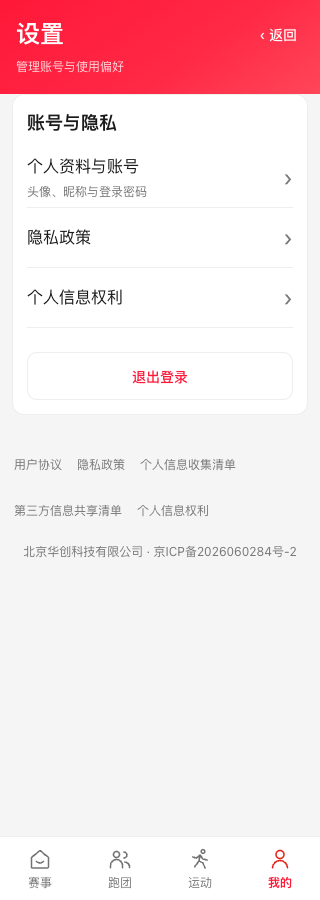 设置
‹ 返回
管理账号与使用偏好
账号与隐私
个人资料与账号
头像、昵称与登录密码
隐私政策
个人信息权利
退出登录
用户协议 隐私政策 个人信息收集清单
第三方信息共享清单 个人信息权利
北京华创科技有限公司 · 京ICP备2026060284号-2
赛事 跑团 运动 我的